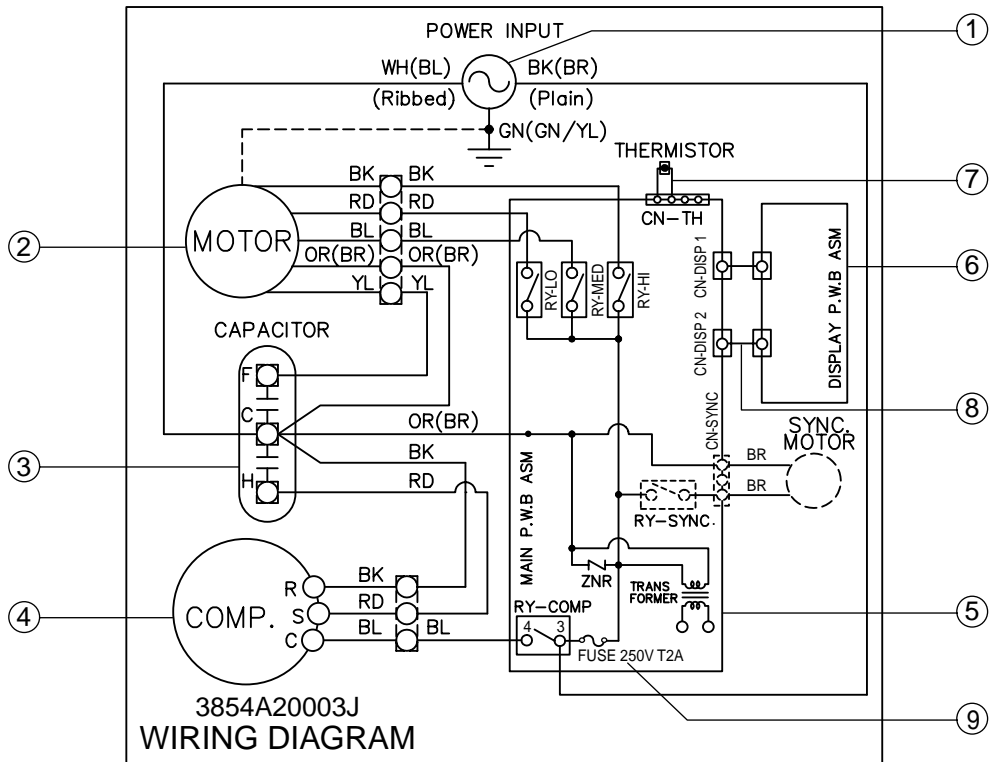 POWER INPUT
1
WH(BL)
BK(BR)
(Ribbed)
(Plain)
GN(GN/YL)
THERMISTOR
7
CN-TH
BK
BK
RD
RD
2
MOTOR
BL
BL
OR(BR)
OR(BR)
YL
YL
RY-LO
RY-MED
RY-HI
CN-DISP 1
CN-DISP 2
DISPLAY P.W.B ASM
6
8
CAPACITOR
F
C
H
3
OR(BR)
BK
RD
MAIN P.W.B ASM
CN-SYNC
SYNC.
MOTOR
BR
BR
RY-SYNC.
ZNR
TRANS
FORMER
5
4
COMP.
R
S
C
BK
RD
BL
BL
RY-COMP
4
3
FUSE 250V T2A
9
3854A20003J
WIRING DIAGRAM